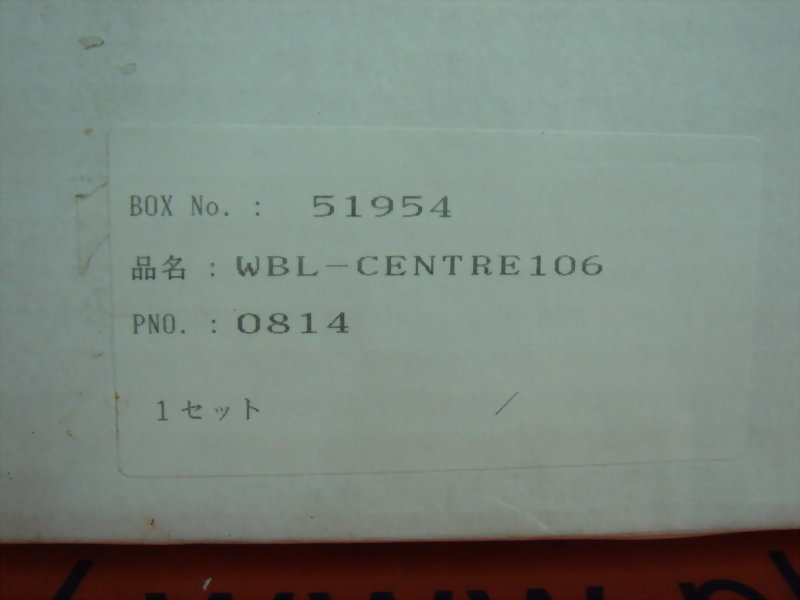 BOX No. : 51954
品名 : WBL-CENTRE106
PNO. : 0814
1セット /